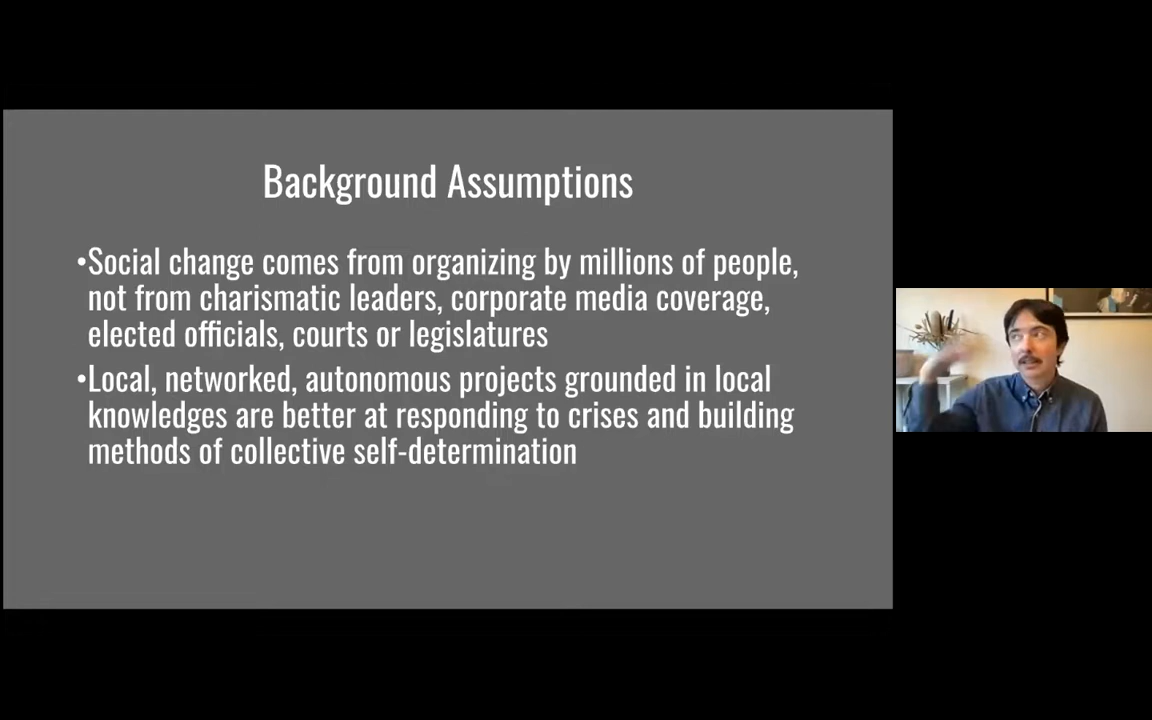 Background Assumptions
•Social change comes from organizing by millions of people,
not from charismatic leaders, corporate media coverage,
elected officials, courts or legislatures
•Local, networked, autonomous projects grounded in local
knowledges are better at responding to crises and building
methods of collective self-determination